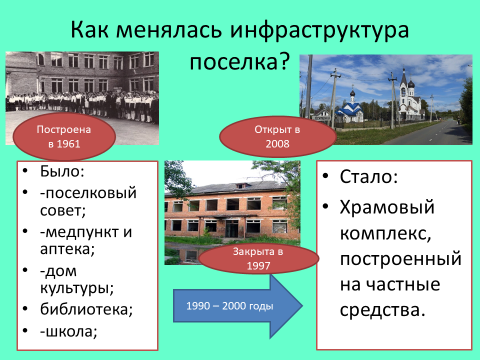 Как менялась инфраструктура
поселка?
Построена
в 1961
Открыт в
2008
• Было:
• -поселковый
совет;
• -медпункт и
аптека;
• -дом
культуры;
• библиотека;
• -школа;
Закрыта в
1997
1990 – 2000 годы
• Стало:
• Храмовый
комплекс,
построенный
на частные
средства.